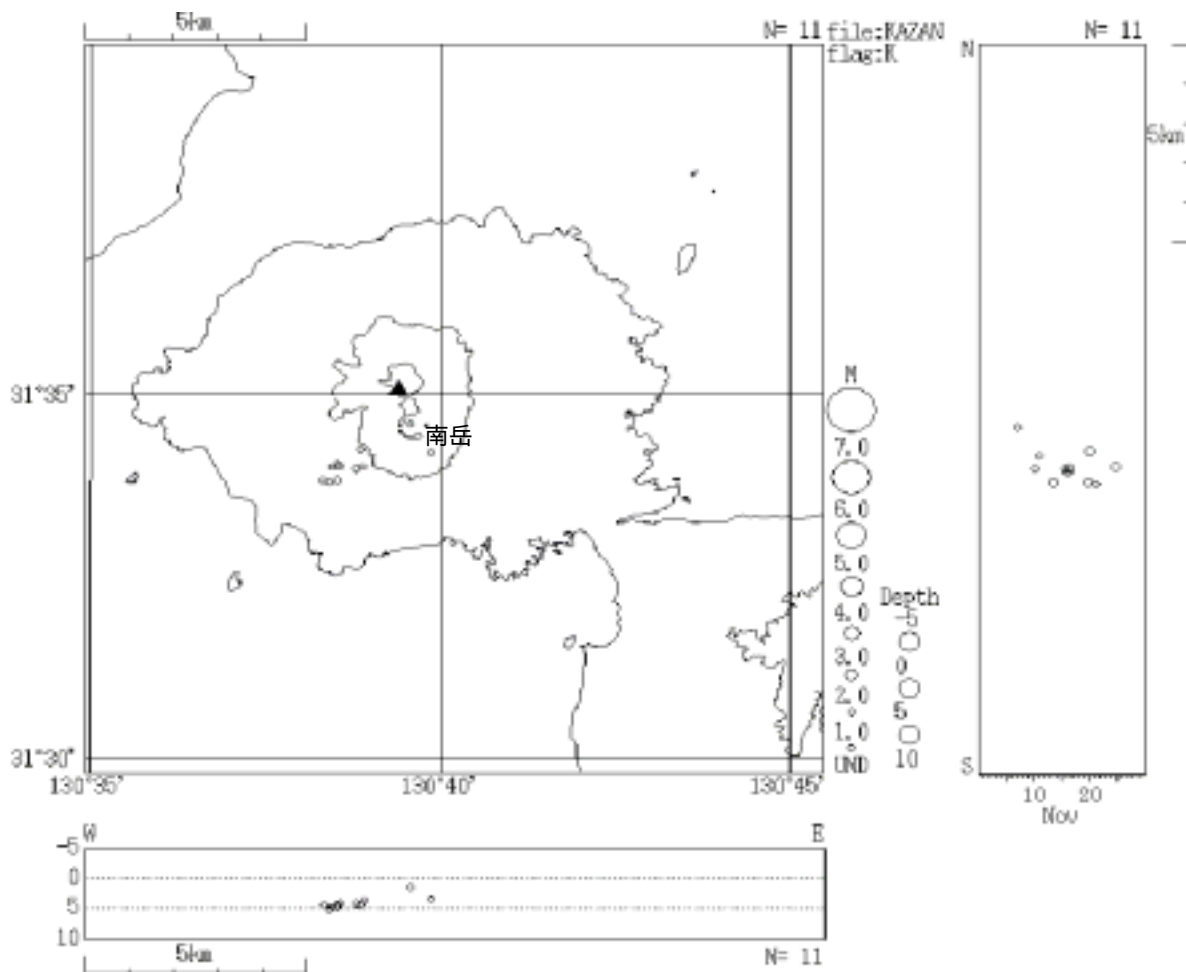 5km
N= 11
file:KAZAN
flag:K
N= 11
N
5km
31°35'
南岳
M
7.0
6.0
5.0
4.0
3.0
2.0
1.0
UND
Depth
-5
0
5
10
31°30'
S
130°35'
130°40'
130°45'
10
20
Nov
W
E
-5
0
5
10
5km
N= 11